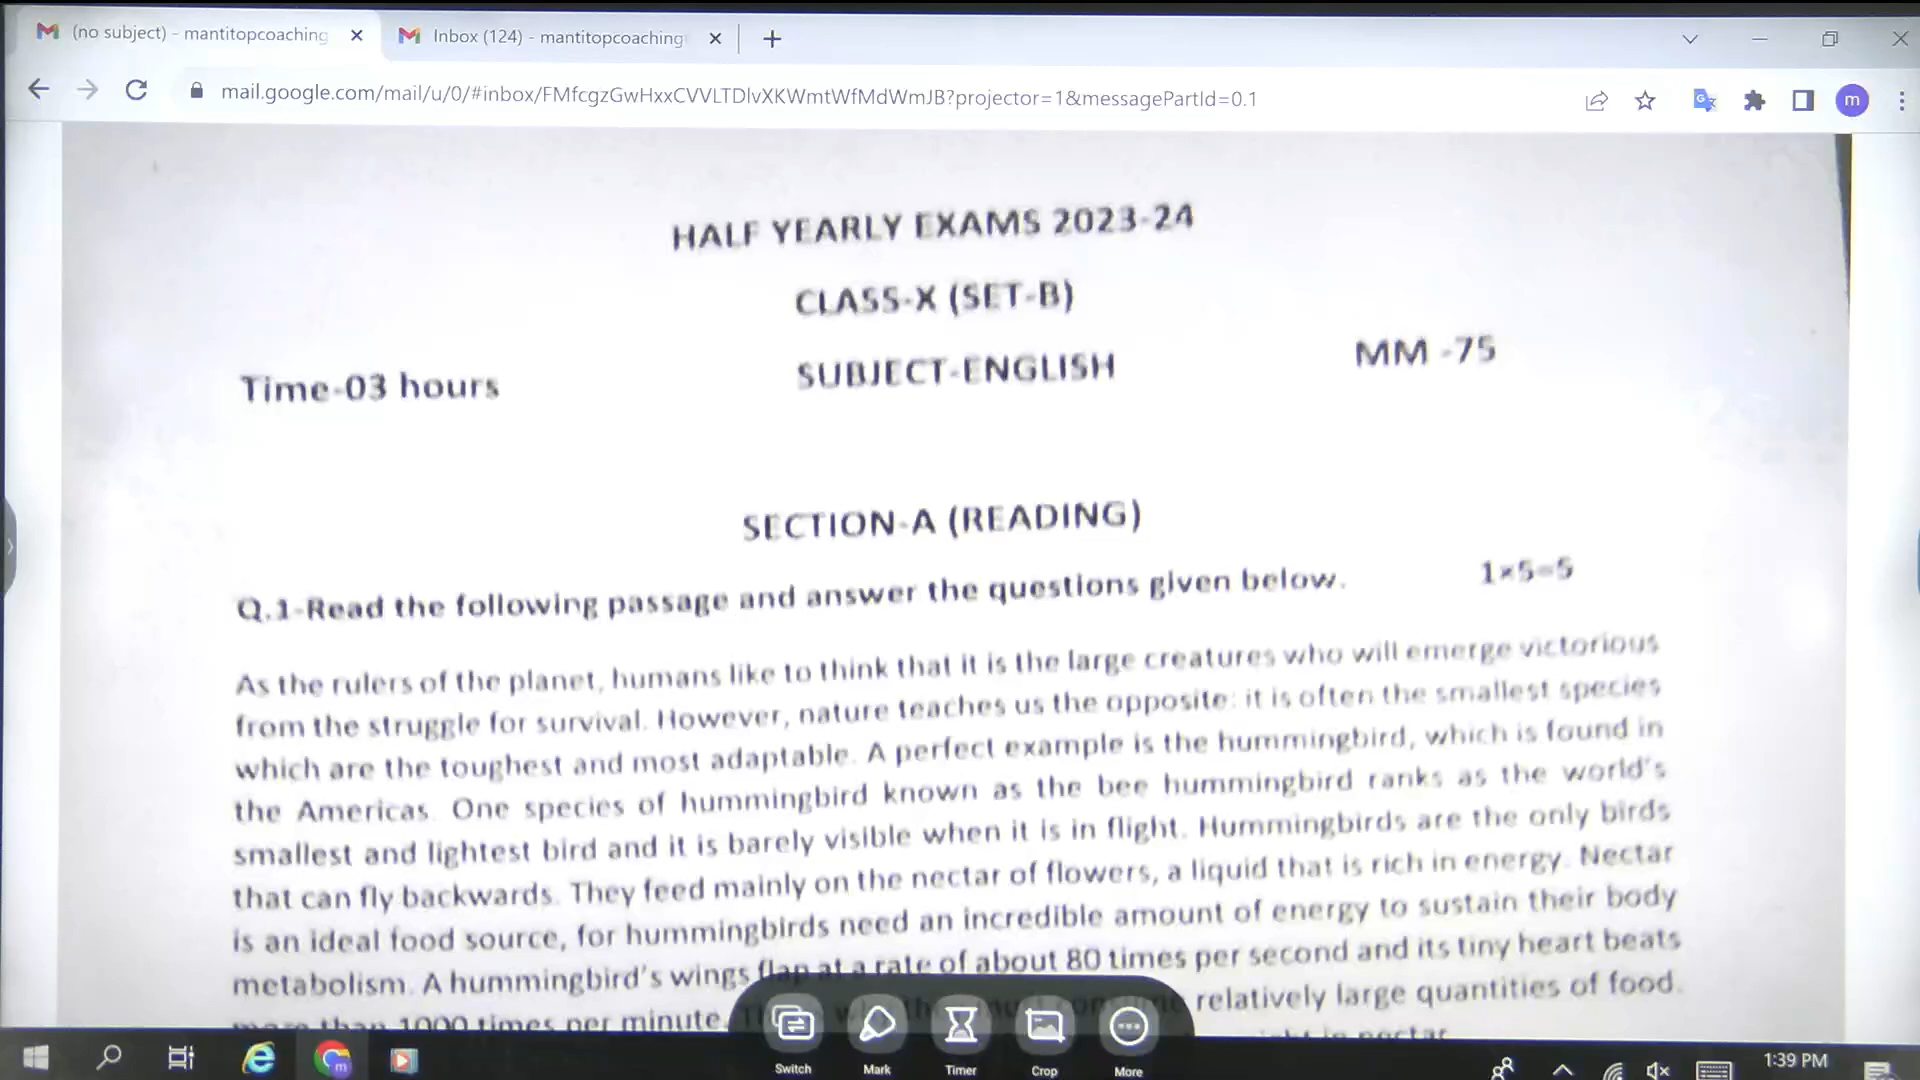 (no subject) - mantitopcoaching
Inbox (124) - mantitopcoaching
mail.google.com/mail/u/0/#inbox/FMfcgzGwHxxCVVLTDlvXKWmtWfMdWmJB?projector=1&messagePartId=0.1
m
HALF YEARLY EXAMS 2023-24
CLASS-X (SET-B)
Time-03 hours SUBJECT-ENGLISH MM -75
SECTION-A (READING)
Q.1-Read the following passage and answer the questions given below. 1×5=5
As the rulers of the planet, humans like to think that it is the large creatures who will emerge victorious
from the struggle for survival. However, nature teaches us the opposite: it is often the smallest species
which are the toughest and most adaptable. A perfect example is the hummingbird, which is found in
the Americas. One species of hummingbird known as the bee hummingbird ranks as the world's
smallest and lightest bird and it is barely visible when it is in flight. Hummingbirds are the only birds
that can fly backwards. They feed mainly on the nectar of flowers, a liquid that is rich in energy. Nectar
is an ideal food source, for hummingbirds need an incredible amount of energy to sustain their body
metabolism. A hummingbird's wings flap at a rate of about 80 times per second and its tiny heart beats
more than 1000 times per minute. relatively large quantities of food.
in nectar
Switch Mark Timer Crop More
1:39 PM